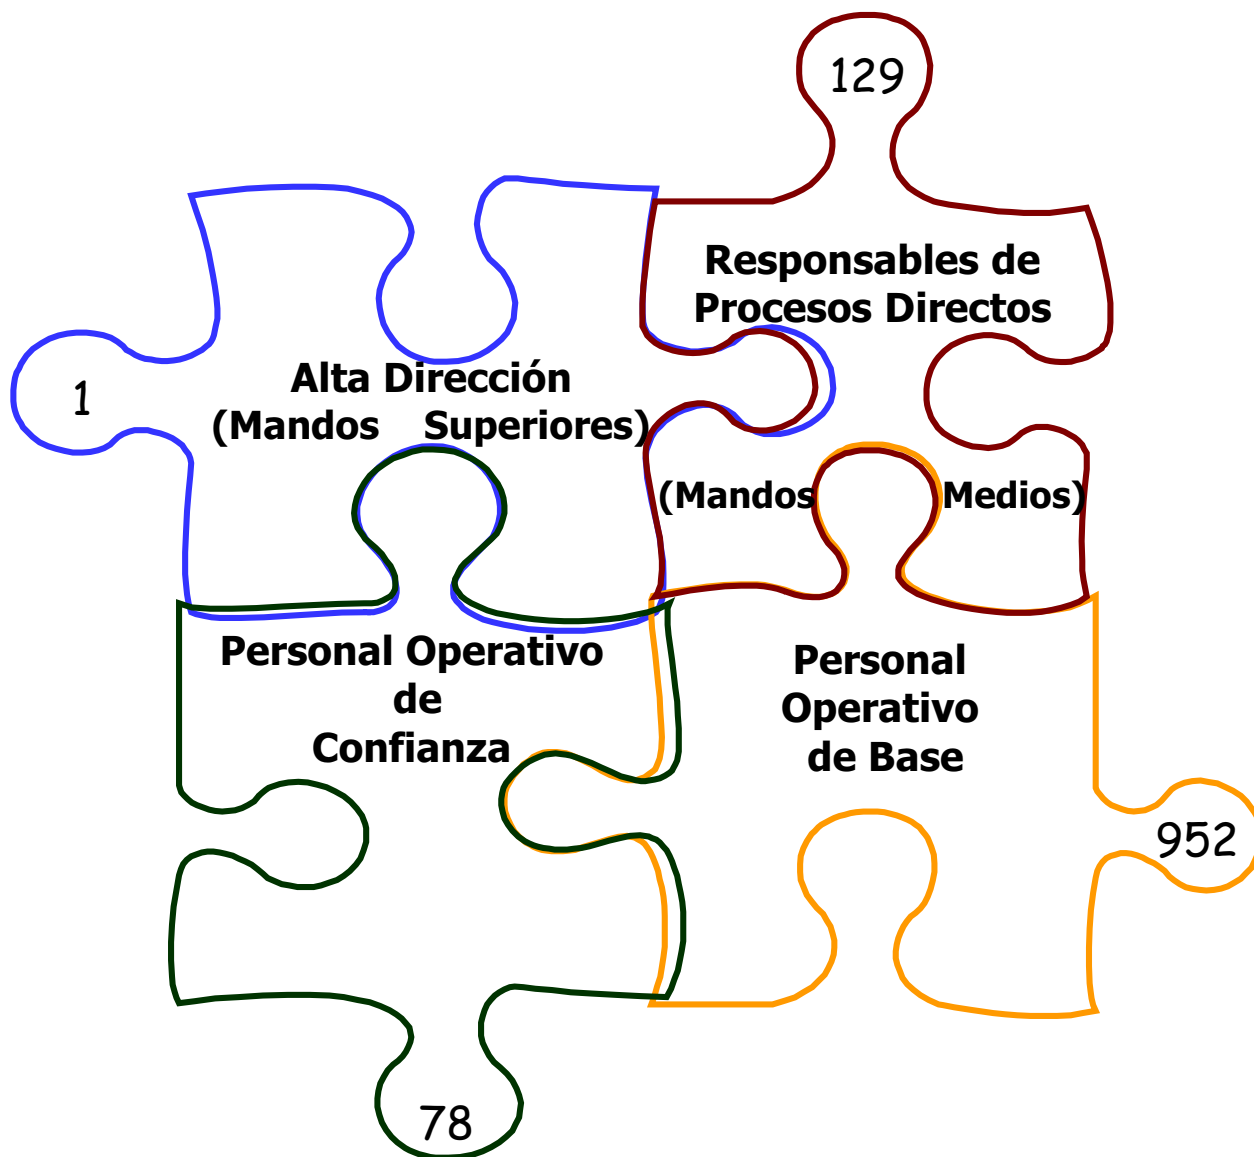 129
Responsables de
Procesos Directos
(Mandos Medios)
1
Alta Dirección
(Mandos Superiores)
Personal Operativo
de
Confianza
78
Personal
Operativo
de Base
952